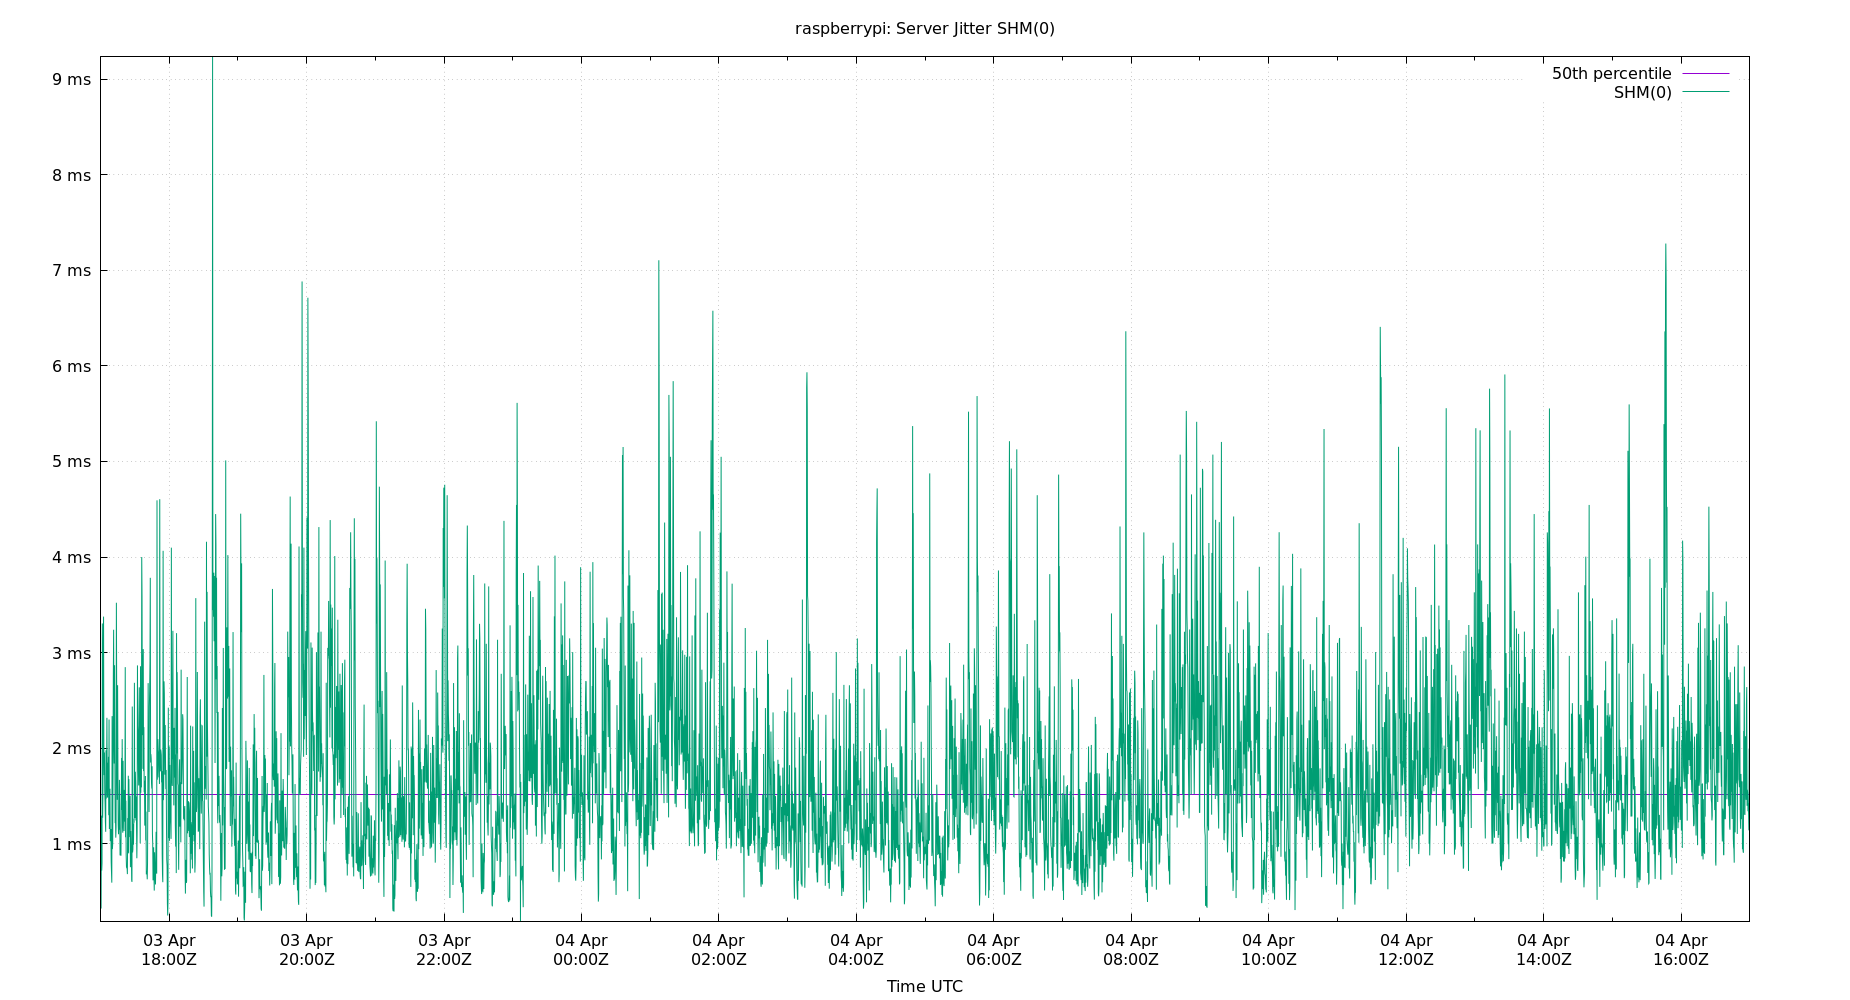 raspberrypi: Server Jitter SHM(0)
50th percentile
SHM(0)
9 ms
8 ms
7 ms
6 ms
5 ms
4 ms
3 ms
2 ms
1 ms
03 Apr 03 Apr 03 Apr 04 Apr 04 Apr 04 Apr 04 Apr 04 Apr 04 Apr 04 Apr 04 Apr 04 Apr
18:00Z 20:00Z 22:00Z 00:00Z 02:00Z 04:00Z 06:00Z 08:00Z 10:00Z 12:00Z 14:00Z 16:00Z
Time UTC